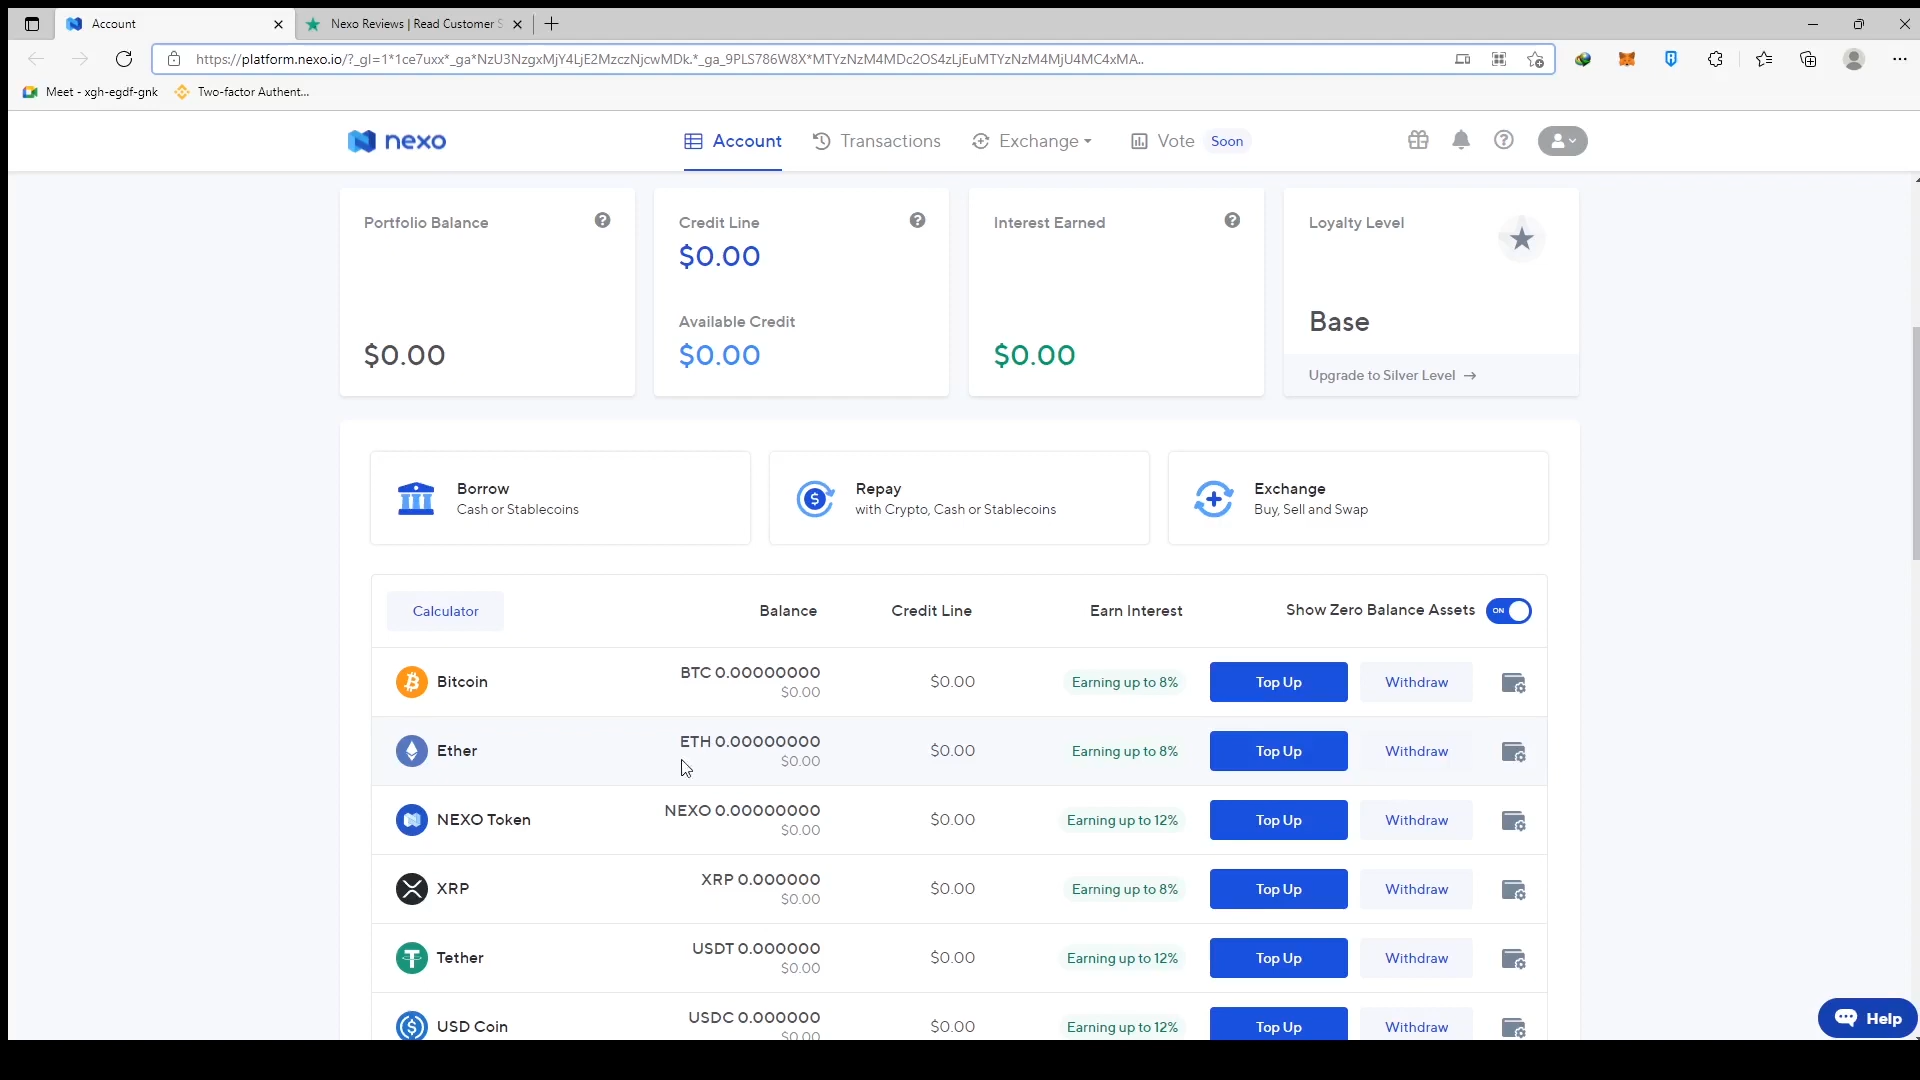 Account
Nexo Reviews | Read Customer S
https://platform.nexo.io/?_gl=1*1ce7uxx*_ga*NzU3NzgxMjY4LjE2MzczNjcwMDk.*_ga_9PLS786W8X*MTYzNzM4MDc2OS4zLjEuMTYzNzM4MjU4MC4xMA..
Meet - xgh-egdf-gnk
Two-factor Authent...
nexo
Account
Transactions
Exchange
Vote
Soon
Portfolio Balance
$0.00
Credit Line
$0.00
Available Credit
$0.00
Interest Earned
$0.00
Loyalty Level
Base
Upgrade to Silver Level →
Borrow
Cash or Stablecoins
Repay
with Crypto, Cash or Stablecoins
Exchange
Buy, Sell and Swap
Calculator Balance Credit Line Earn Interest Show Zero Balance Assets ON
Bitcoin BTC 0.00000000 $0.00 Earning up to 8% Top Up Withdraw
$0.00
Ether ETH 0.00000000 $0.00 Earning up to 8% Top Up Withdraw
$0.00
NEXO Token NEXO 0.00000000 $0.00 Earning up to 12% Top Up Withdraw
$0.00
XRP XRP 0.000000 $0.00 Earning up to 8% Top Up Withdraw
$0.00
Tether USDT 0.000000 $0.00 Earning up to 12% Top Up Withdraw
$0.00
USD Coin USDC 0.000000 $0.00 Earning up to 12% Top Up Withdraw
$0.00
Help